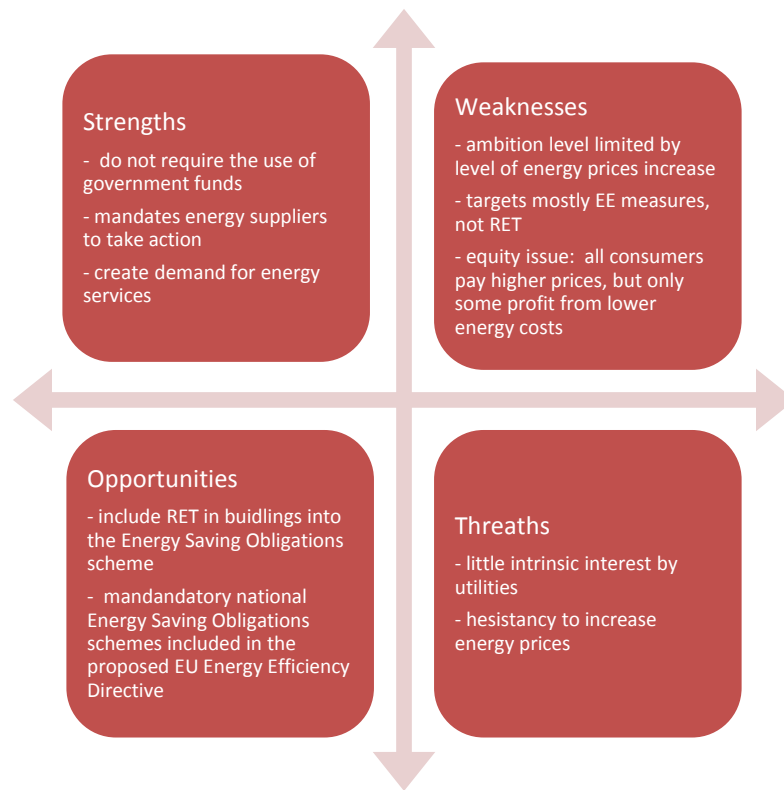 Strengths
- do not require the use of
government funds
- mandates energy suppliers
to take action
- create demand for energy
services
Weaknesses
- ambition level limited by
level of energy prices increase
- targets mostly EE measures,
not RET
- equity issue: all consumers
pay higher prices, but only
some profit from lower
energy costs
Opportunities
- include RET in buidlings into
the Energy Saving Obligations
scheme
- mandandatory national
Energy Saving Obligations
schemes included in the
proposed EU Energy Efficiency
Directive
Threaths
- little intrinsic interest by
utilities
- hesistancy to increase
energy prices